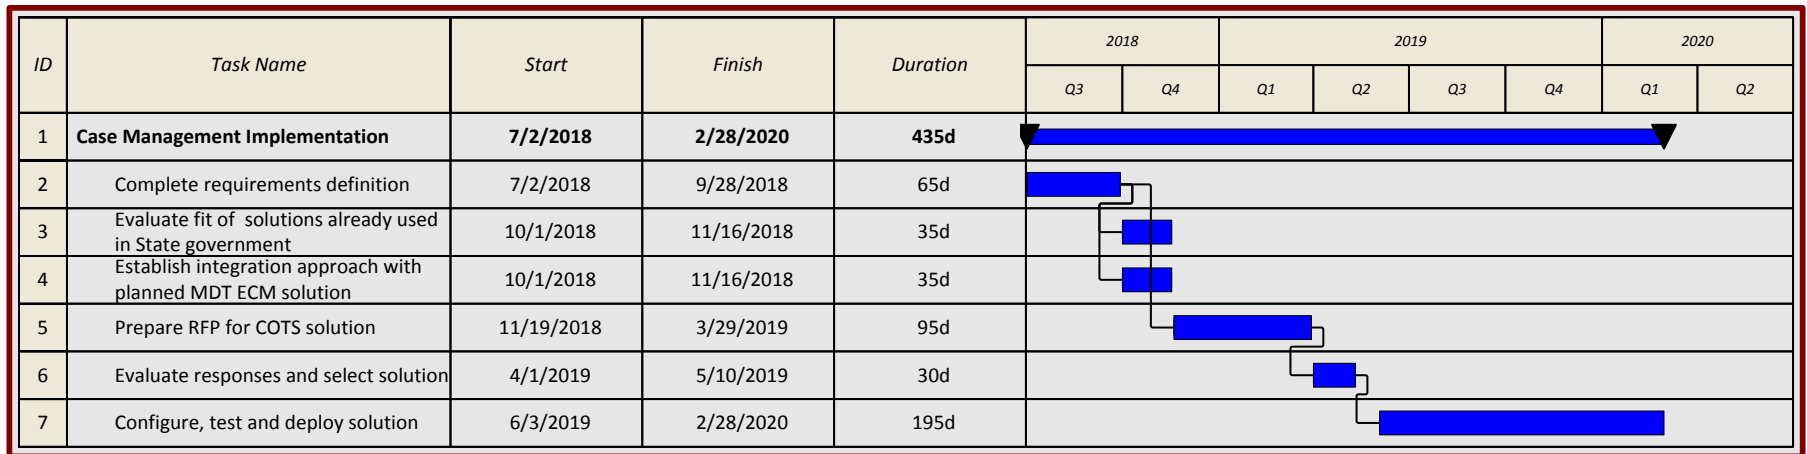 ID Task Name Start Finish Duration 2018 2019 2020
Q3 Q4 Q1 Q2 Q3 Q4 Q1 Q2
1 Case Management Implementation 7/2/2018 2/28/2020 435d
2 Complete requirements definition 7/2/2018 9/28/2018 65d
3 Evaluate fit of solutions already used
in State government 10/1/2018 11/16/2018 35d
4 Establish integration approach with
planned MDT ECM solution 10/1/2018 11/16/2018 35d
5 Prepare RFP for COTS solution 11/19/2018 3/29/2019 95d
6 Evaluate responses and select solution 4/1/2019 5/10/2019 30d
7 Configure, test and deploy solution 6/3/2019 2/28/2020 195d